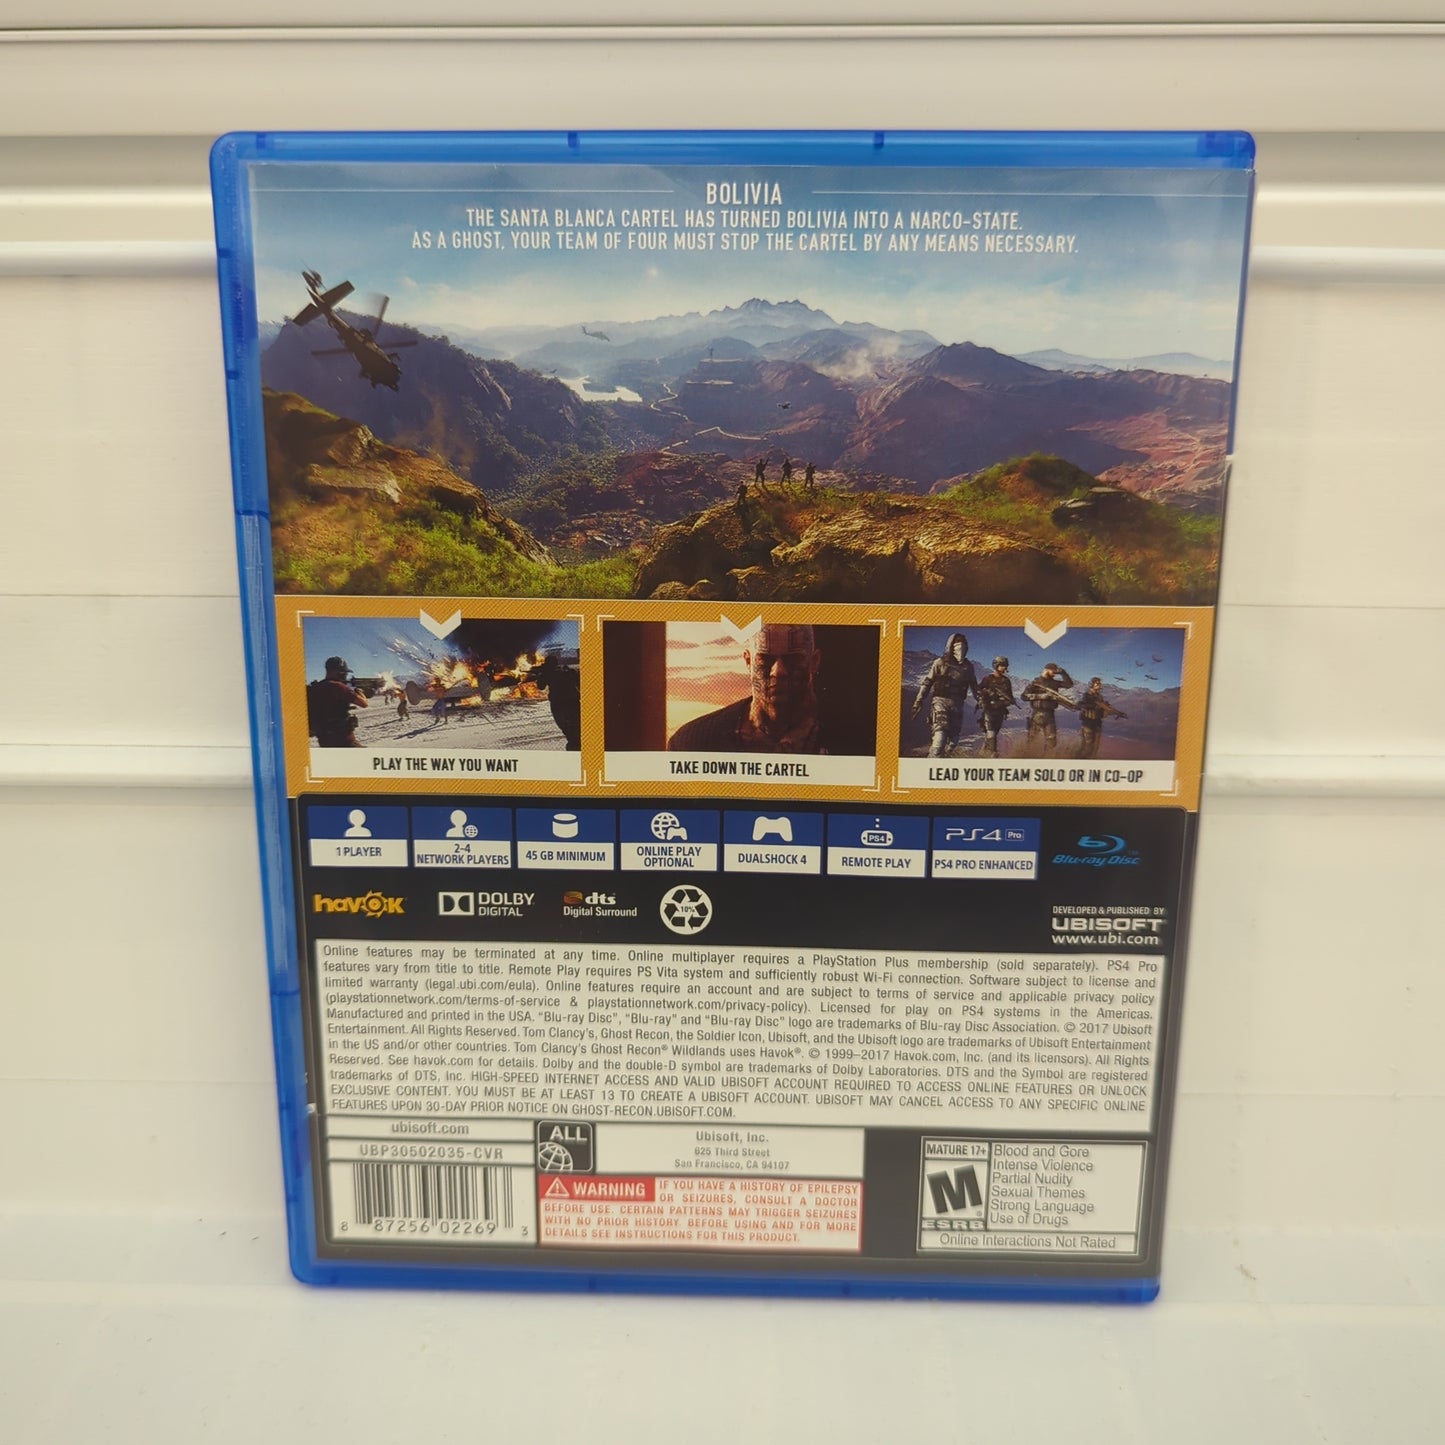 BOLIVIA
THE SANTA BLANCA CARTEL HAS TURNED BOLIVIA INTO A NARCO-STATE.
AS A GHOST, YOUR TEAM OF FOUR MUST STOP THE CARTEL BY ANY MEANS NECESSARY.
PLAY THE WAY YOU WANT
TAKE DOWN THE CARTEL
LEAD YOUR TEAM SOLO OR IN CO-OP
1 PLAYER
2-4
NETWORK PLAYERS
45 GB MINIMUM
ONLINE PLAY
OPTIONAL
DUALSHOCK 4
PS4
REMOTE PLAY
PS4 Pro
PS4 PRO ENHANCED
Blu-ray Disc™
havok
DOLBY
DIGITAL
dts
Digital Surround
10%
DEVELOPED & PUBLISHED BY
UBISOFT
www.ubi.com
Online features may be terminated at any time. Online multiplayer requires a PlayStation Plus membership (sold separately). PS4 Pro
features vary from title to title. Remote Play requires PS Vita system and sufficiently robust Wi-Fi connection. Software subject to license and
limited warranty (legal.ubi.com/eula). Online features require an account and are subject to terms of service and applicable privacy policy
(playstationnetwork.com/terms-of-service & playstationnetwork.com/privacy-policy). Licensed for play on PS4 systems in the Americas.
Manufactured and printed in the USA. "Blu-ray Disc", "Blu-ray" and "Blu-ray Disc" logo are trademarks of Blu-ray Disc Association. © 2017 Ubisoft
Entertainment. All Rights Reserved. Tom Clancy's, Ghost Recon, the Soldier Icon, Ubisoft, and the Ubisoft logo are trademarks of Ubisoft Entertainment
in the US and/or other countries. Tom Clancy's Ghost Recon® Wildlands uses Havok®. © 1999–2017 Havok.com, Inc. (and its licensors). All Rights
Reserved. See havok.com for details. Dolby and the double-D symbol are trademarks of Dolby Laboratories. DTS and the Symbol are registered
trademarks of DTS, Inc. HIGH-SPEED INTERNET ACCESS AND VALID UBISOFT ACCOUNT REQUIRED TO ACCESS ONLINE FEATURES OR UNLOCK
EXCLUSIVE CONTENT. YOU MUST BE AT LEAST 13 TO CREATE A UBISOFT ACCOUNT. UBISOFT MAY CANCEL ACCESS TO ANY SPECIFIC ONLINE
FEATURES UPON 30-DAY PRIOR NOTICE ON GHOST-RECON.UBISOFT.COM.
ubisoft.com
UBP30502035-CVR
8 87256 02269 3
ALL
Ubisoft, Inc.
625 Third Street
San Francisco, CA 94107
WARNING
IF YOU HAVE A HISTORY OF EPILEPSY
OR SEIZURES, CONSULT A DOCTOR
BEFORE USE. CERTAIN PATTERNS MAY TRIGGER SEIZURES
WITH NO PRIOR HISTORY. BEFORE USING AND FOR MORE
DETAILS SEE INSTRUCTIONS FOR THIS PRODUCT.
MATURE 17+
M®
ESRB
Blood and Gore
Intense Violence
Partial Nudity
Sexual Themes
Strong Language
Use of Drugs
Online Interactions Not Rated